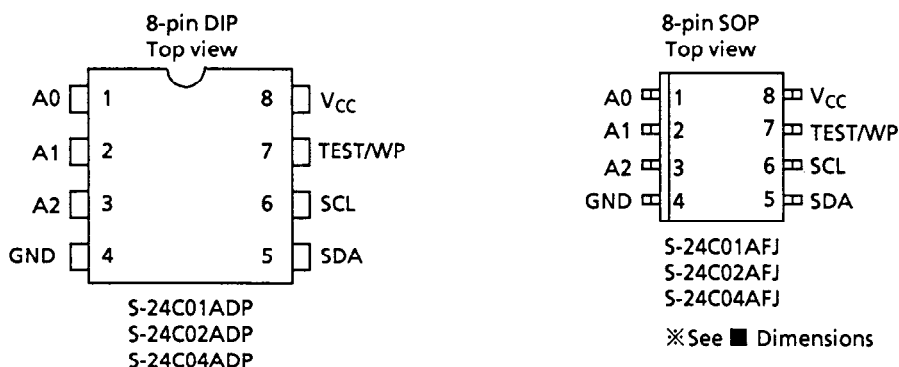 8-pin DIP
Top view
A0 1 8 VCC
A1 2 7 TEST/WP
A2 3 6 SCL
GND 4 5 SDA
S-24C01ADP
S-24C02ADP
S-24C04ADP
8-pin SOP
Top view
A0 1 8 VCC
A1 2 7 TEST/WP
A2 3 6 SCL
GND 4 5 SDA
S-24C01AFJ
S-24C02AFJ
S-24C04AFJ
※See ■ Dimensions